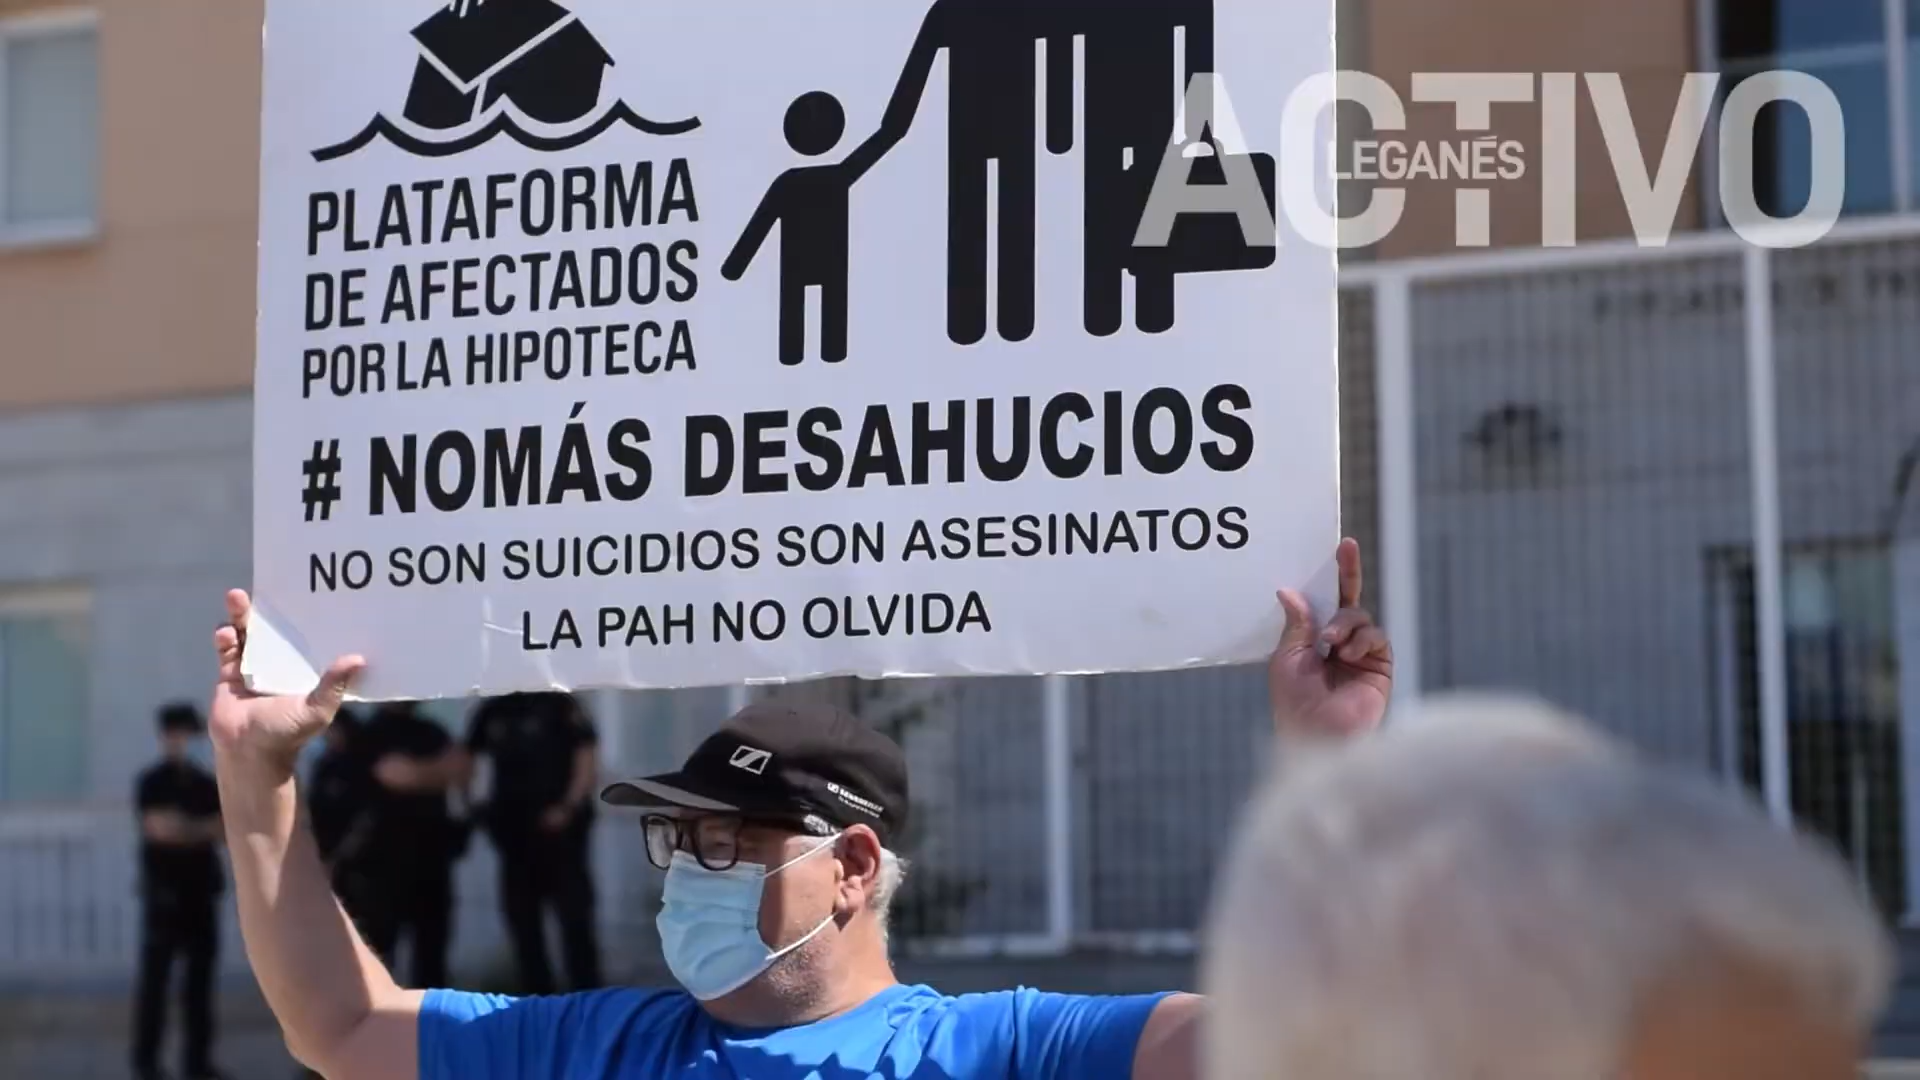 ACTIVO
LEGANÉS
PLATAFORMA
DE AFECTADOS
POR LA HIPOTECA
# NOMÁS DESAHUCIOS
NO SON SUICIDIOS SON ASESINATOS
LA PAH NO OLVIDA